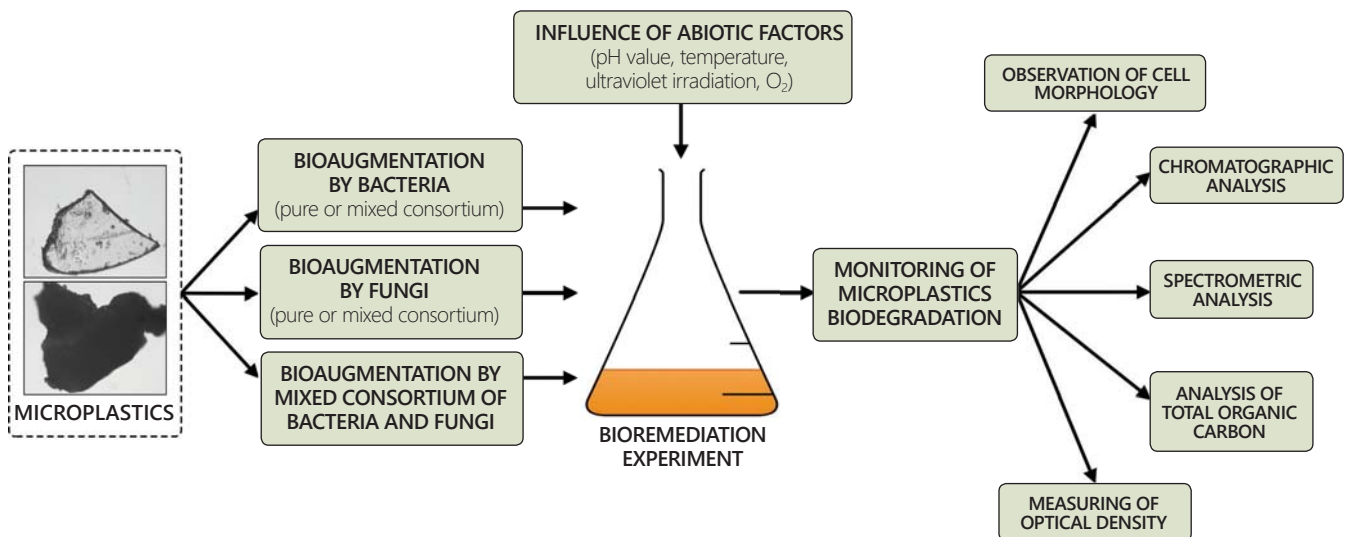 INFLUENCE OF ABIOTIC FACTORS
(pH value, temperature,
ultraviolet irradiation, O₂)
MICROPLASTICS
BIOAUGMENTATION
BY BACTERIA
(pure or mixed consortium)
BIOAUGMENTATION
BY FUNGI
(pure or mixed consortium)
BIOAUGMENTATION BY
MIXED CONSORTIUM OF
BACTERIA AND FUNGI
BIOREMEDIATION
EXPERIMENT
MONITORING OF
MICROPLASTICS
BIODEGRADATION
OBSERVATION OF CELL
MORPHOLOGY
CHROMATOGRAPHIC
ANALYSIS
SPECTROMETRIC
ANALYSIS
ANALYSIS OF
TOTAL ORGANIC
CARBON
MEASURING OF
OPTICAL DENSITY